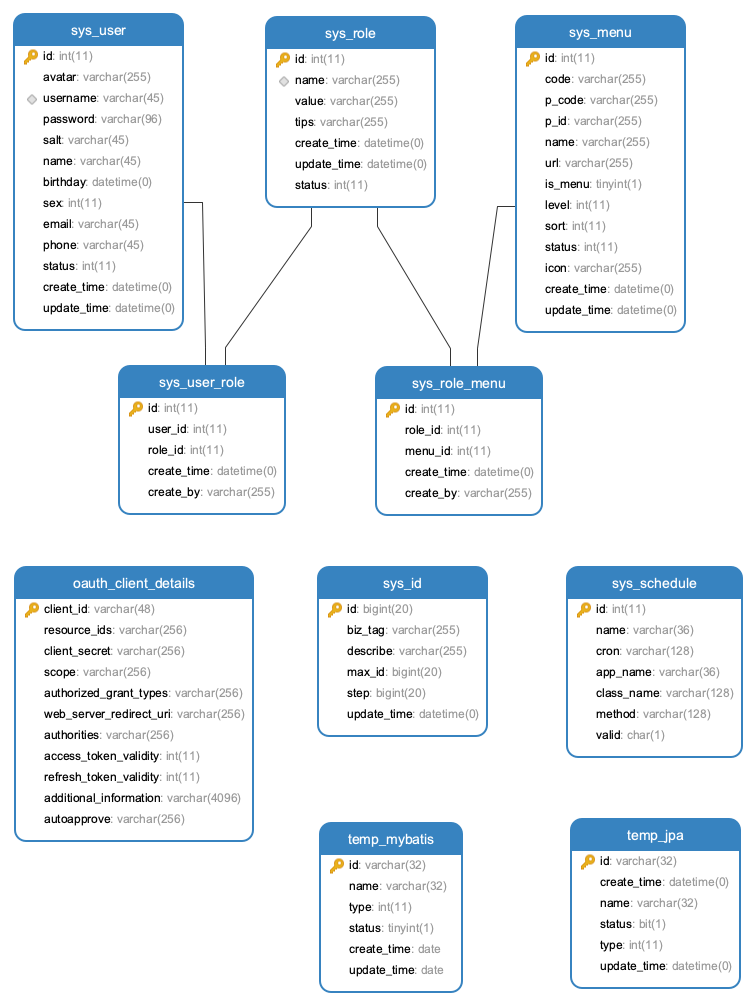 sys_user
id: int(11)
avatar: varchar(255)
username: varchar(45)
password: varchar(96)
salt: varchar(45)
name: varchar(45)
birthday: datetime(0)
sex: int(11)
email: varchar(45)
phone: varchar(45)
status: int(11)
create_time: datetime(0)
update_time: datetime(0)
sys_role
id: int(11)
name: varchar(255)
value: varchar(255)
tips: varchar(255)
create_time: datetime(0)
update_time: datetime(0)
status: int(11)
sys_menu
id: int(11)
code: varchar(255)
p_code: varchar(255)
p_id: varchar(255)
name: varchar(255)
url: varchar(255)
is_menu: tinyint(1)
level: int(11)
sort: int(11)
status: int(11)
icon: varchar(255)
create_time: datetime(0)
update_time: datetime(0)
sys_user_role
id: int(11)
user_id: int(11)
role_id: int(11)
create_time: datetime(0)
create_by: varchar(255)
sys_role_menu
id: int(11)
role_id: int(11)
menu_id: int(11)
create_time: datetime(0)
create_by: varchar(255)
oauth_client_details
client_id: varchar(48)
resource_ids: varchar(256)
client_secret: varchar(256)
scope: varchar(256)
authorized_grant_types: varchar(256)
web_server_redirect_uri: varchar(256)
authorities: varchar(256)
access_token_validity: int(11)
refresh_token_validity: int(11)
additional_information: varchar(4096)
autoapprove: varchar(256)
sys_id
id: bigint(20)
biz_tag: varchar(255)
describe: varchar(255)
max_id: bigint(20)
step: bigint(20)
update_time: datetime(0)
sys_schedule
id: int(11)
name: varchar(36)
cron: varchar(128)
app_name: varchar(36)
class_name: varchar(128)
method: varchar(128)
valid: char(1)
temp_mybatis
id: varchar(32)
name: varchar(32)
type: int(11)
status: tinyint(1)
create_time: date
update_time: date
temp_jpa
id: varchar(32)
create_time: datetime(0)
name: varchar(32)
status: bit(1)
type: int(11)
update_time: datetime(0)